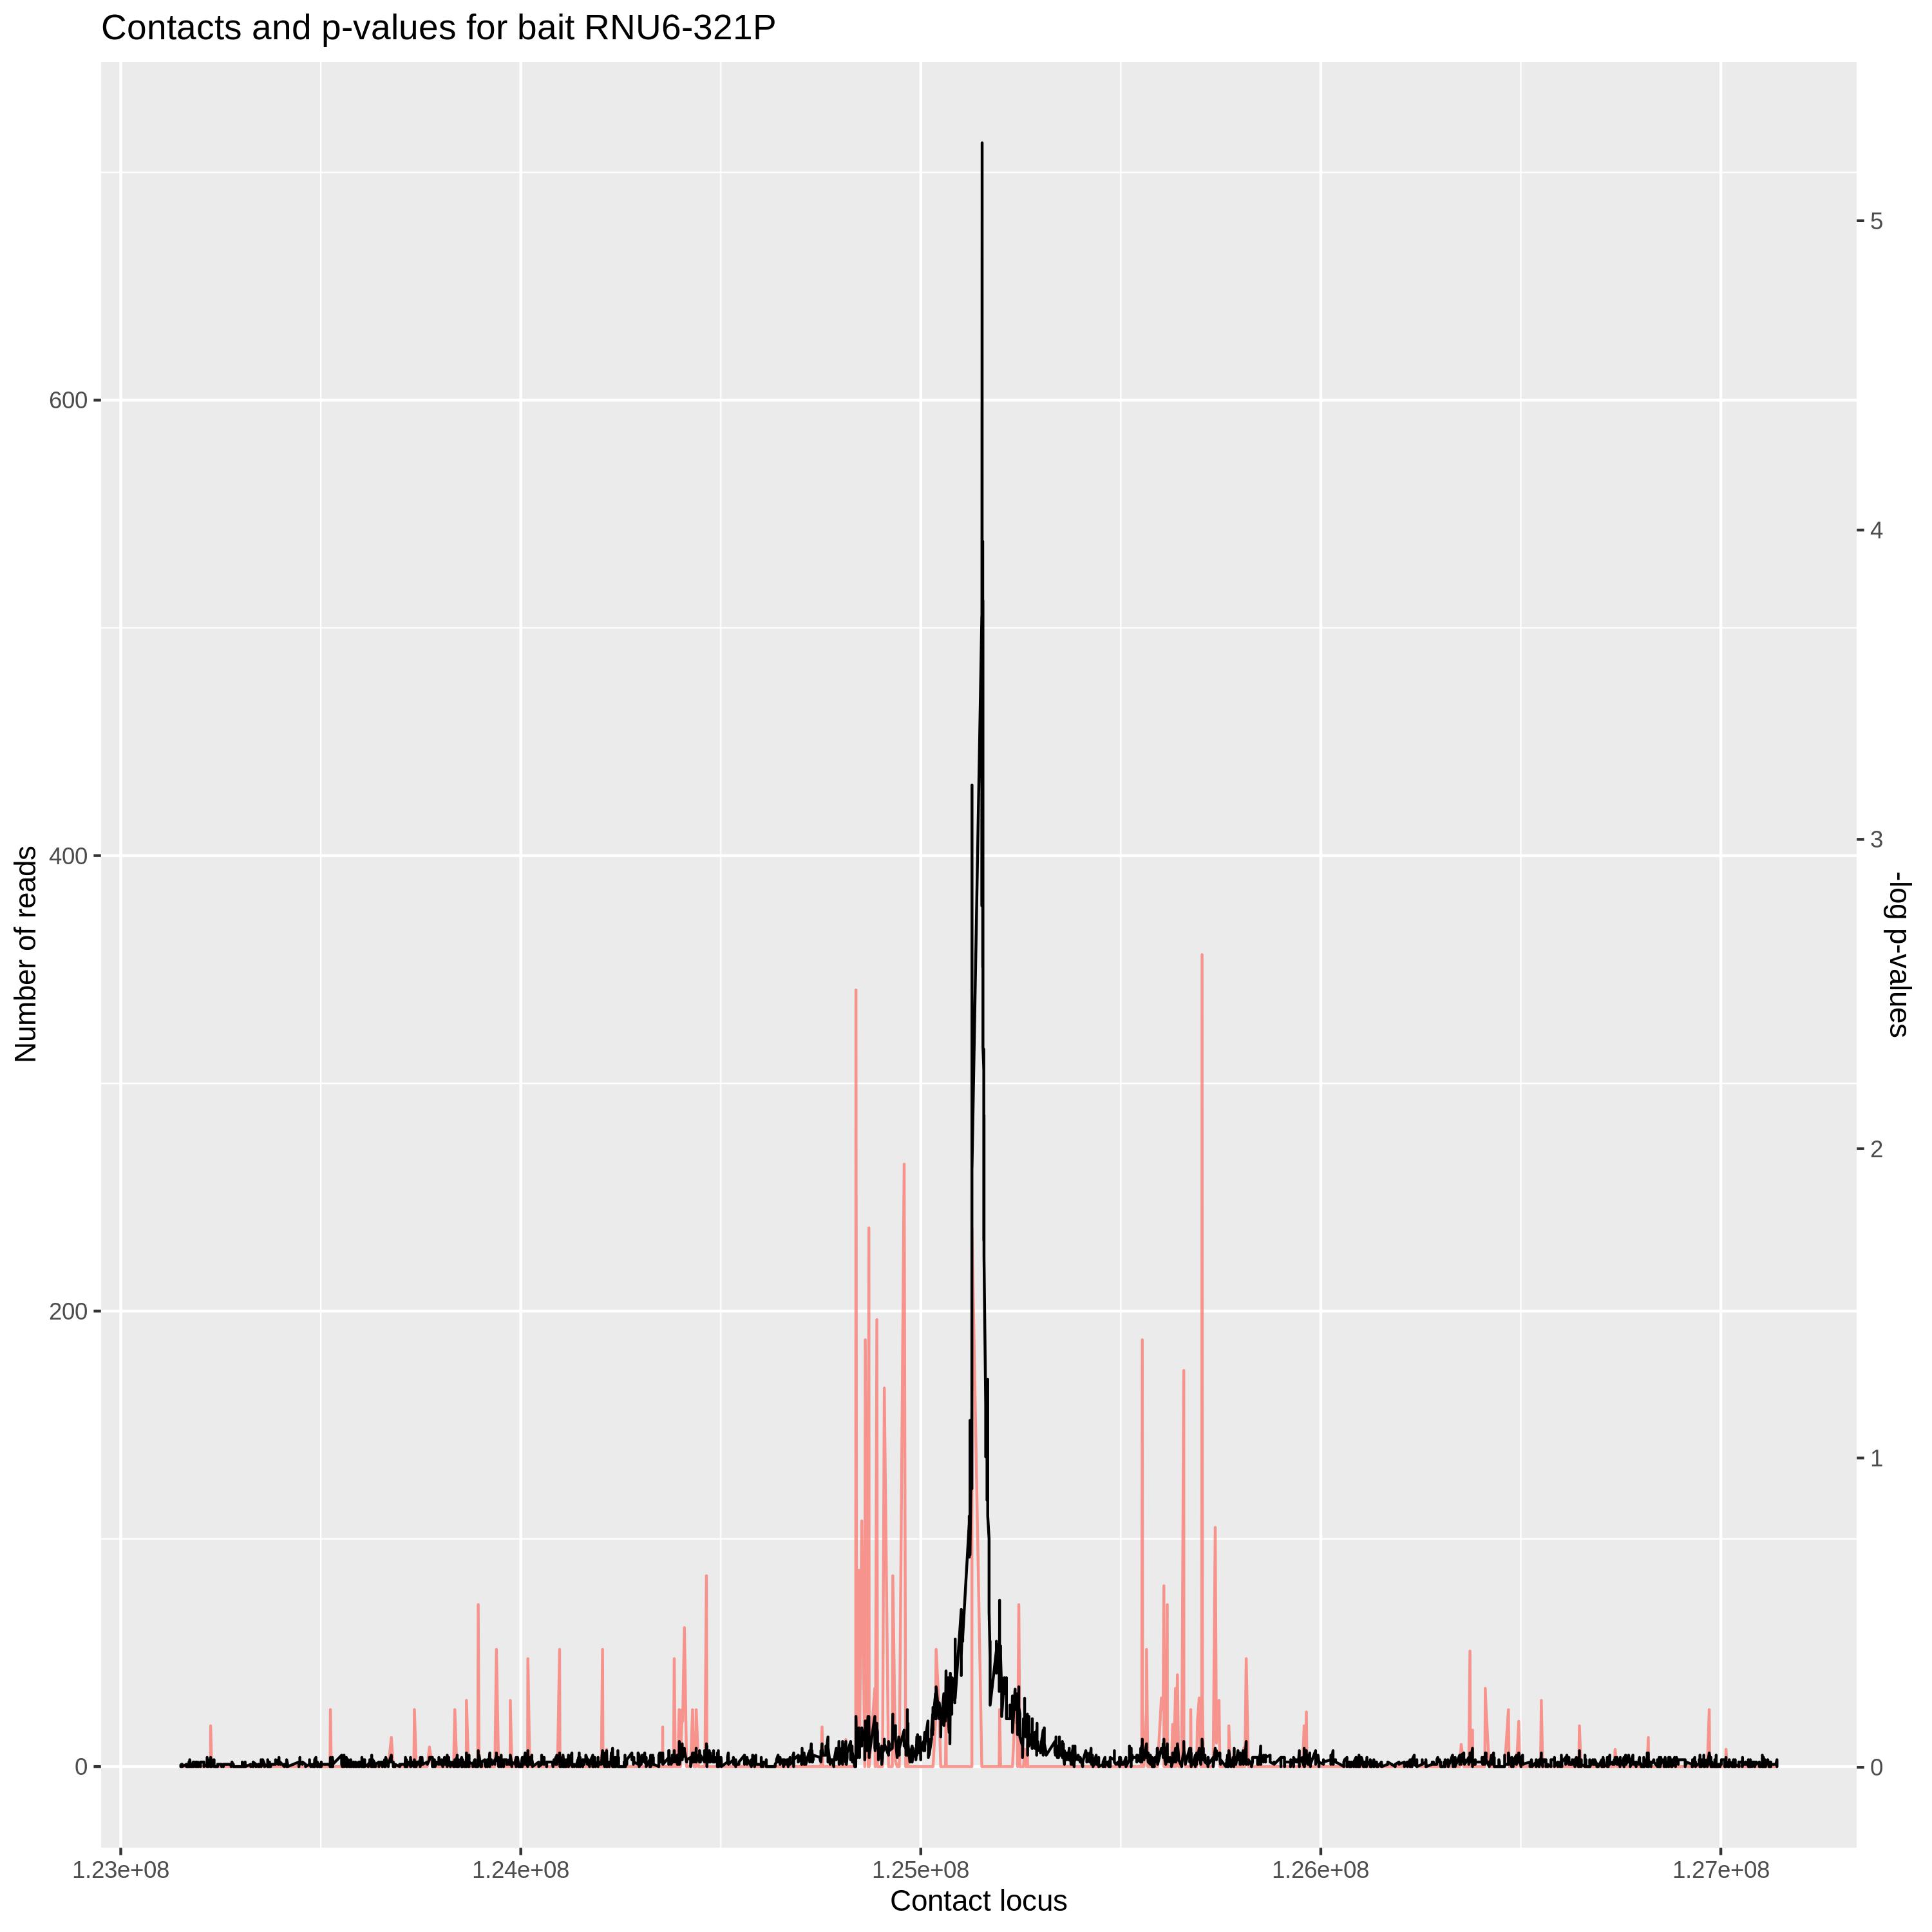 Contacts and p-values for bait RNU6-321P
Number of reads
600
400
200
0
5
4
3
2
1
0
-log p-values
1.23e+08
1.24e+08
1.25e+08
1.26e+08
1.27e+08
Contact locus